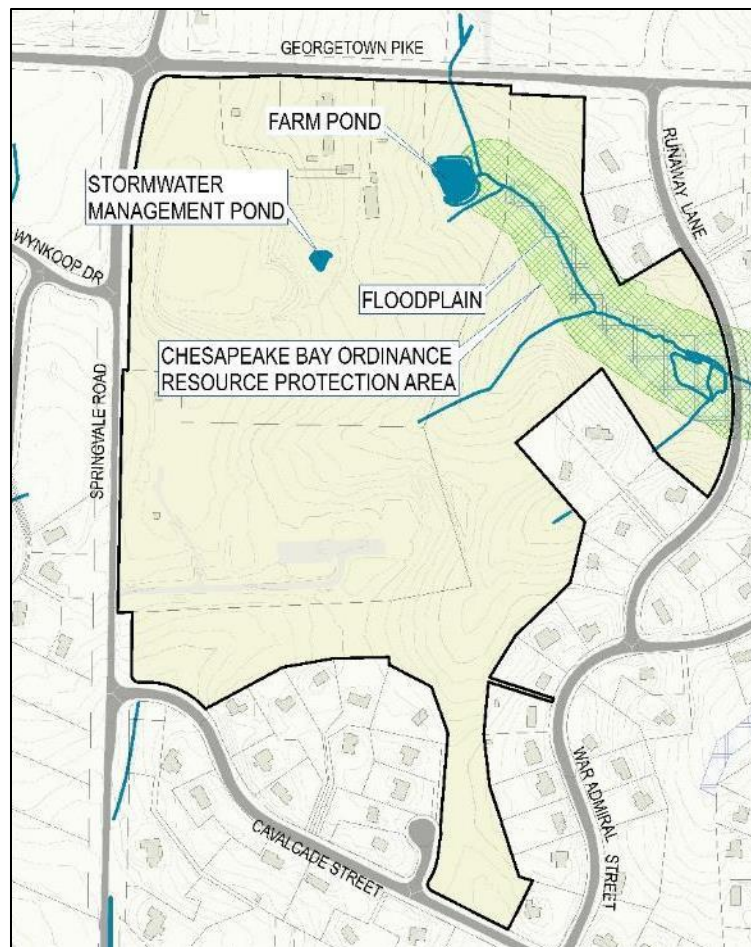 GEORGETOWN PIKE
FARM POND
RUNAWAY LANE
STORMWATER
MANAGEMENT POND
WYNKOOP DR
FLOODPLAIN
CHESAPEAKE BAY ORDINANCE
RESOURCE PROTECTION AREA
SPRINGVALE ROAD
WAR ADMIRAL STREET
CAVALCADE STREET